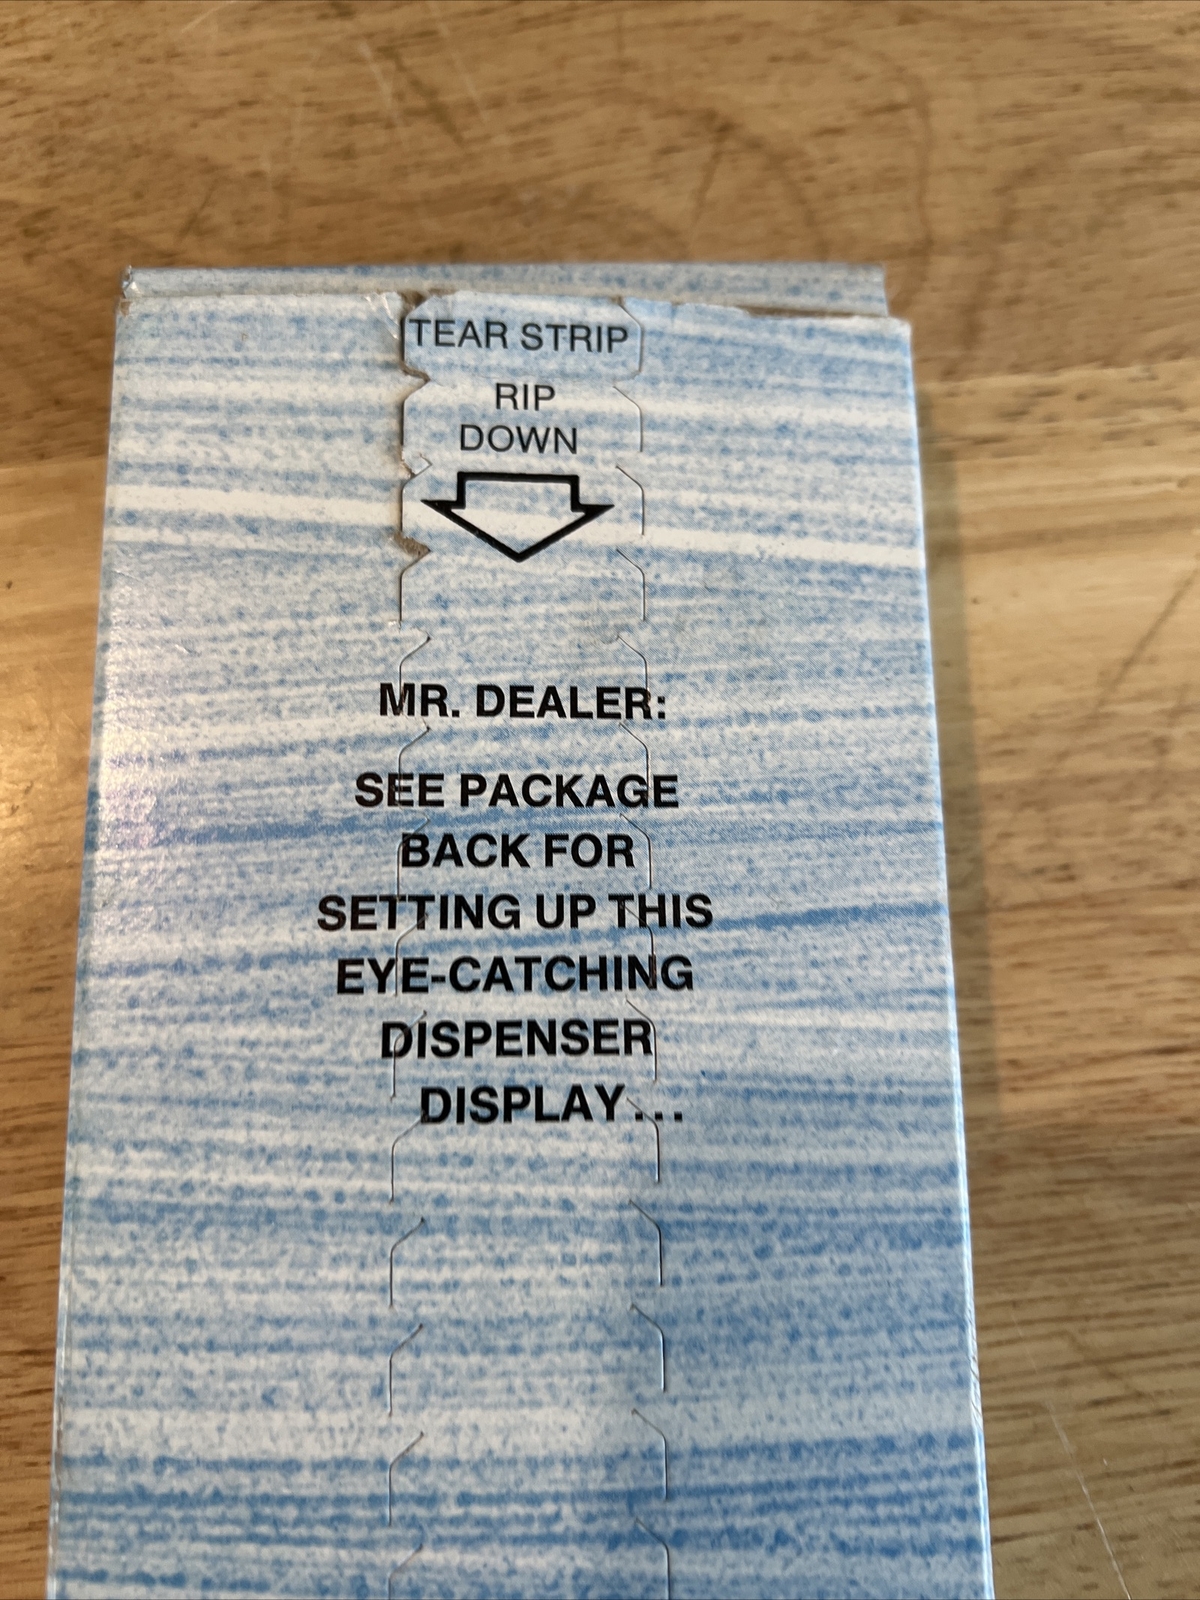 TEAR STRIP
RIP
DOWN
MR. DEALER:
SEE PACKAGE
BACK FOR
SETTING UP THIS
EYE-CATCHING
DISPENSER
DISPLAY...